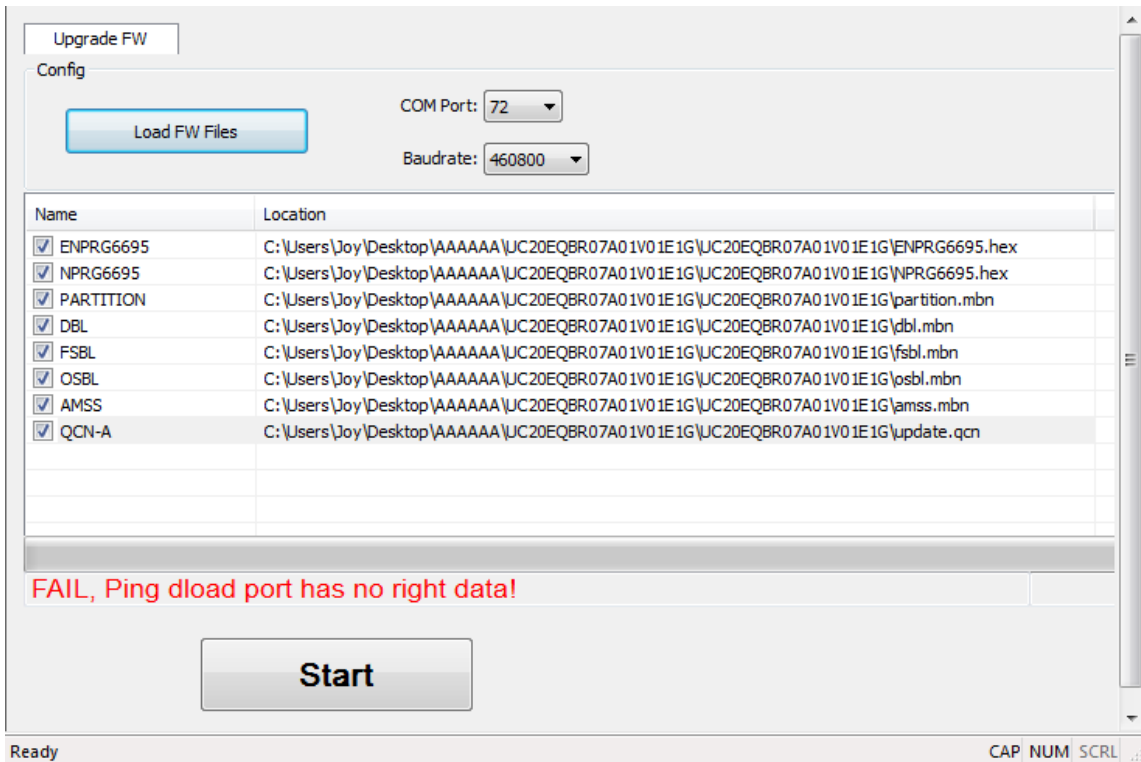 Upgrade FW
Config
Load FW Files
COM Port: 72
Baudrate: 460800
Name Location
ENPRG6695 C:\Users\Joy\Desktop\AAAAAA\UC20EQBR07A01V01E1G\UC20EQBR07A01V01E1G\ENPRG6695.hex
NPRG6695 C:\Users\Joy\Desktop\AAAAAA\UC20EQBR07A01V01E1G\UC20EQBR07A01V01E1G\NPRG6695.hex
PARTITION C:\Users\Joy\Desktop\AAAAAA\UC20EQBR07A01V01E1G\UC20EQBR07A01V01E1G\partition.mbn
DBL C:\Users\Joy\Desktop\AAAAAA\UC20EQBR07A01V01E1G\UC20EQBR07A01V01E1G\dbl.mbn
FSBL C:\Users\Joy\Desktop\AAAAAA\UC20EQBR07A01V01E1G\UC20EQBR07A01V01E1G\fsbl.mbn
OSBL C:\Users\Joy\Desktop\AAAAAA\UC20EQBR07A01V01E1G\UC20EQBR07A01V01E1G\osbl.mbn
AMSS C:\Users\Joy\Desktop\AAAAAA\UC20EQBR07A01V01E1G\UC20EQBR07A01V01E1G\amss.mbn
QCN-A C:\Users\Joy\Desktop\AAAAAA\UC20EQBR07A01V01E1G\UC20EQBR07A01V01E1G\update.qcn
FAIL, Ping dload port has no right data!
Start
Ready CAP NUM SCRL